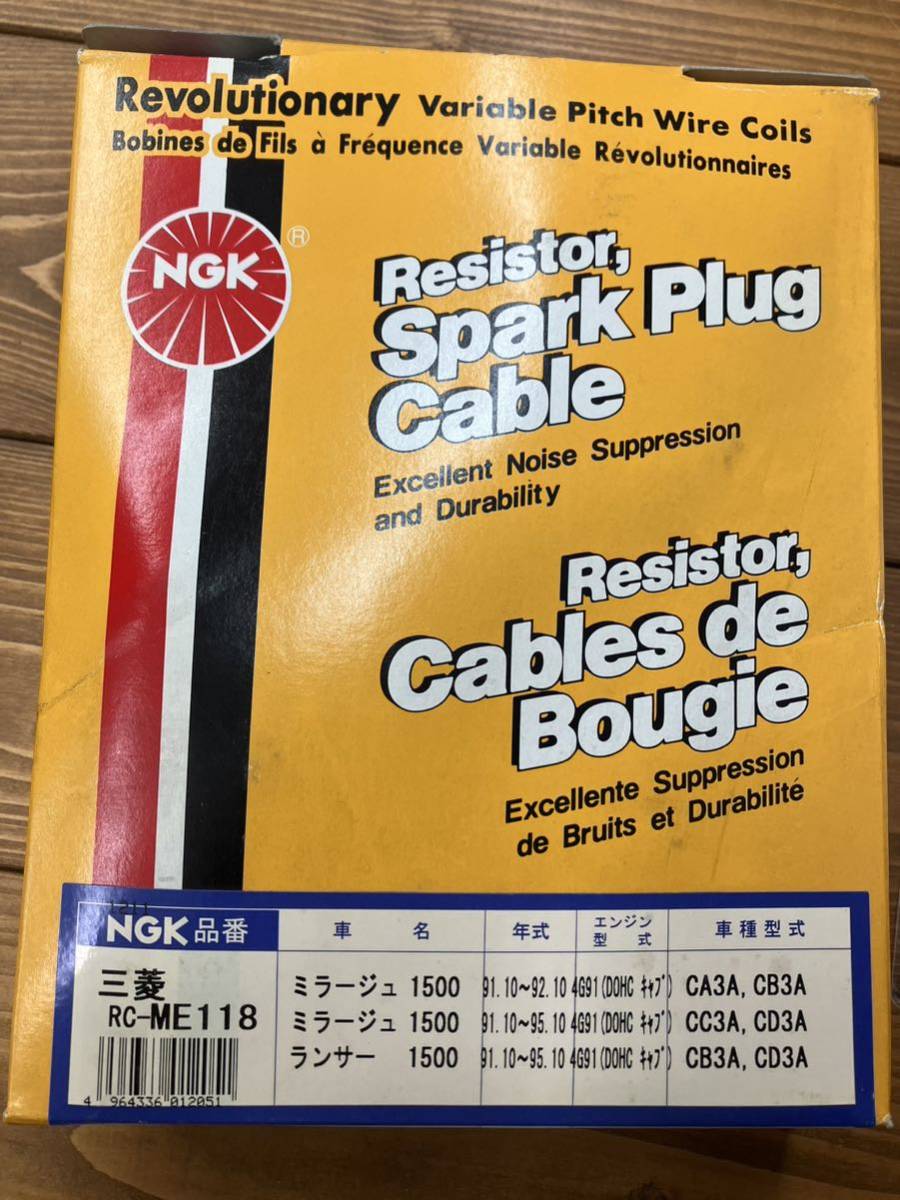 Revolutionary Variable Pitch Wire Coils
Bobines de Fils à Fréquence Variable Révolutionnaires
NGK ®
Resistor,
Spark Plug
Cable
Excellent Noise Suppression
and Durability
Resistor,
Cables de
Bougie
Excellente Suppression
de Bruits et Durabilité
1211
NGK品番 車名 年式 エンジン型式 車種型式
三菱 ミラージュ 1500 91.10~92.10 4G91(DOHC ｷｬﾌﾞ) CA3A, CB3A
RC-ME118 ミラージュ 1500 91.10~95.10 4G91(DOHC ｷｬﾌﾞ) CC3A, CD3A
ランサー 1500 91.10~95.10 4G91(DOHC ｷｬﾌﾞ) CB3A, CD3A
4 964336 012051